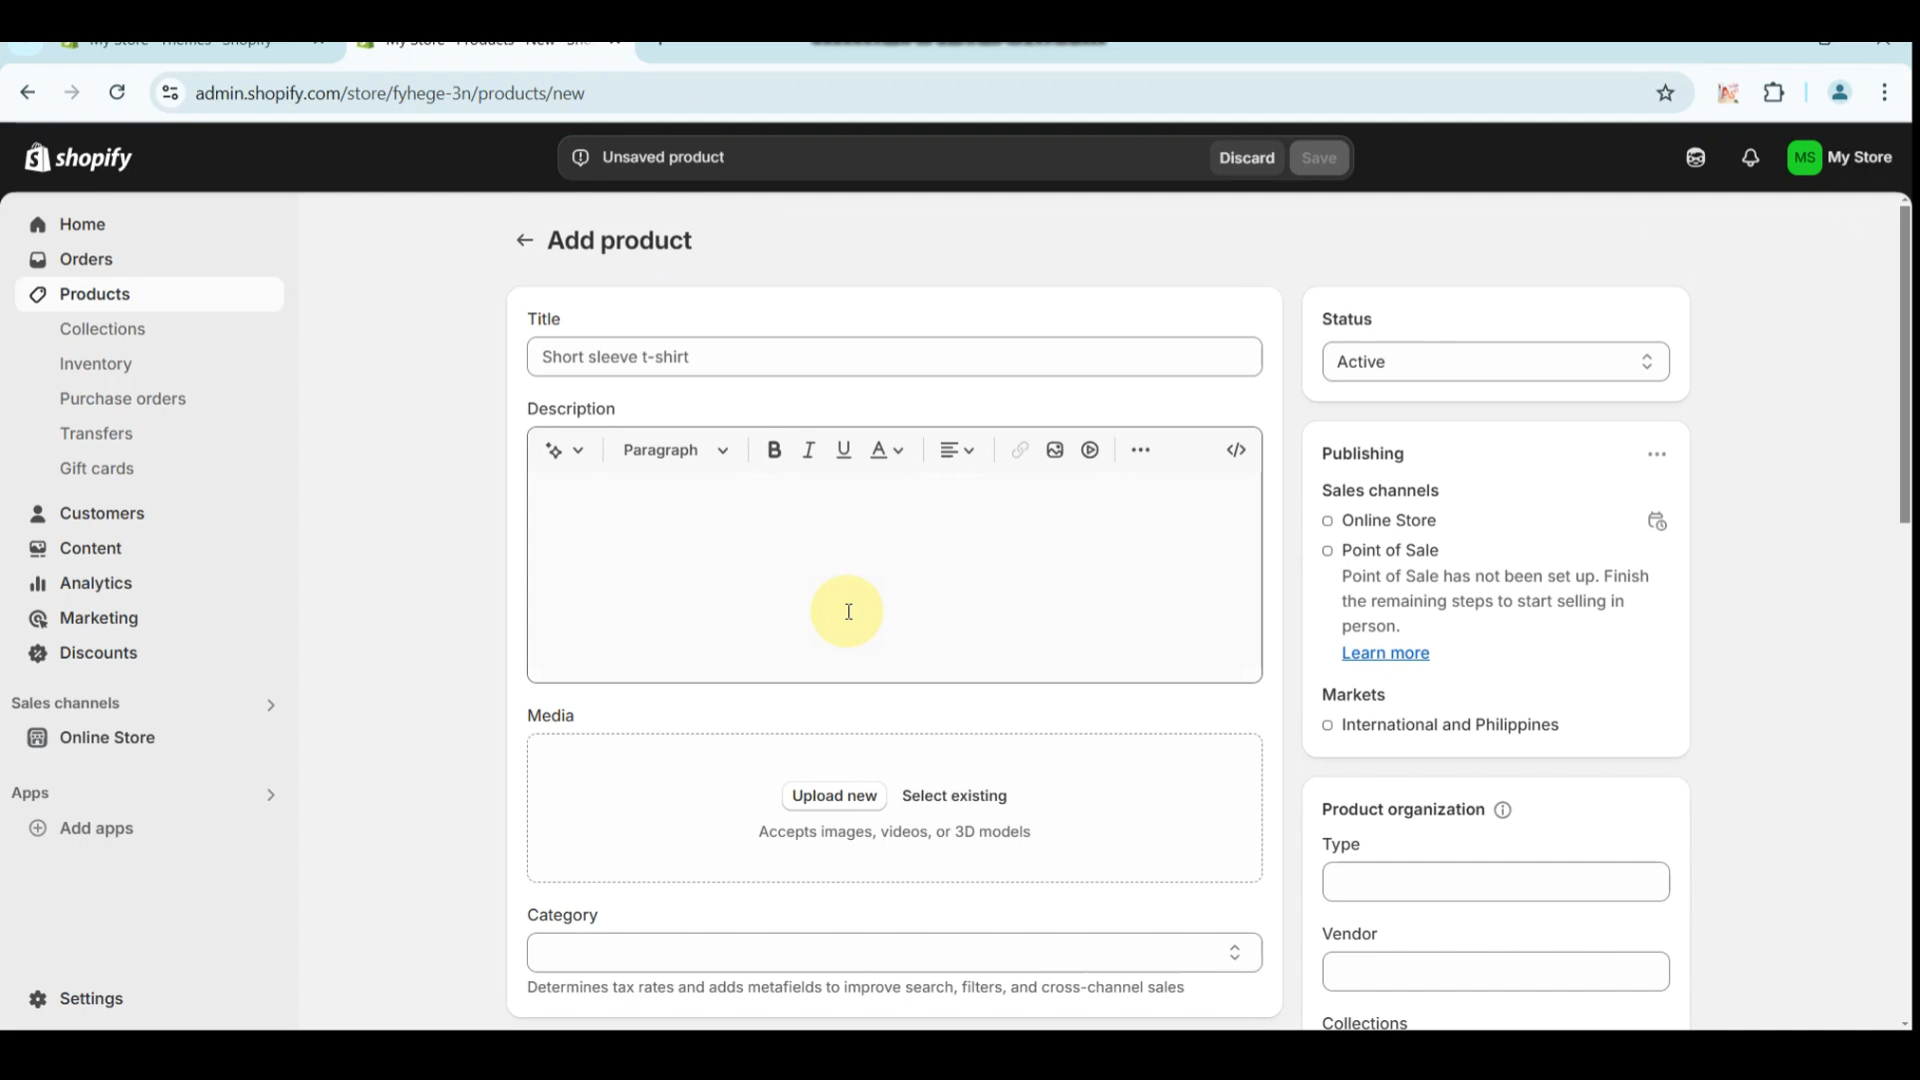 admin.shopify.com/store/fyhege-3n/products/new
shopify
Unsaved product
Discard
Save
MS
My Store
Home
Orders
Products
Collections
Inventory
Purchase orders
Transfers
Gift cards
Customers
Content
Analytics
Marketing
Discounts
Sales channels
Online Store
Apps
Add apps
Settings
Add product
Title
Short sleeve t-shirt
Description
Paragraph
B I U A
Media
Upload new
Select existing
Accepts images, videos, or 3D models
Category
Determines tax rates and adds metafields to improve search, filters, and cross-channel sales
Status
Active
Publishing
Sales channels
Online Store
Point of Sale
Point of Sale has not been set up. Finish
the remaining steps to start selling in
person.
Learn more
Markets
International and Philippines
Product organization
Type
Vendor
Collections